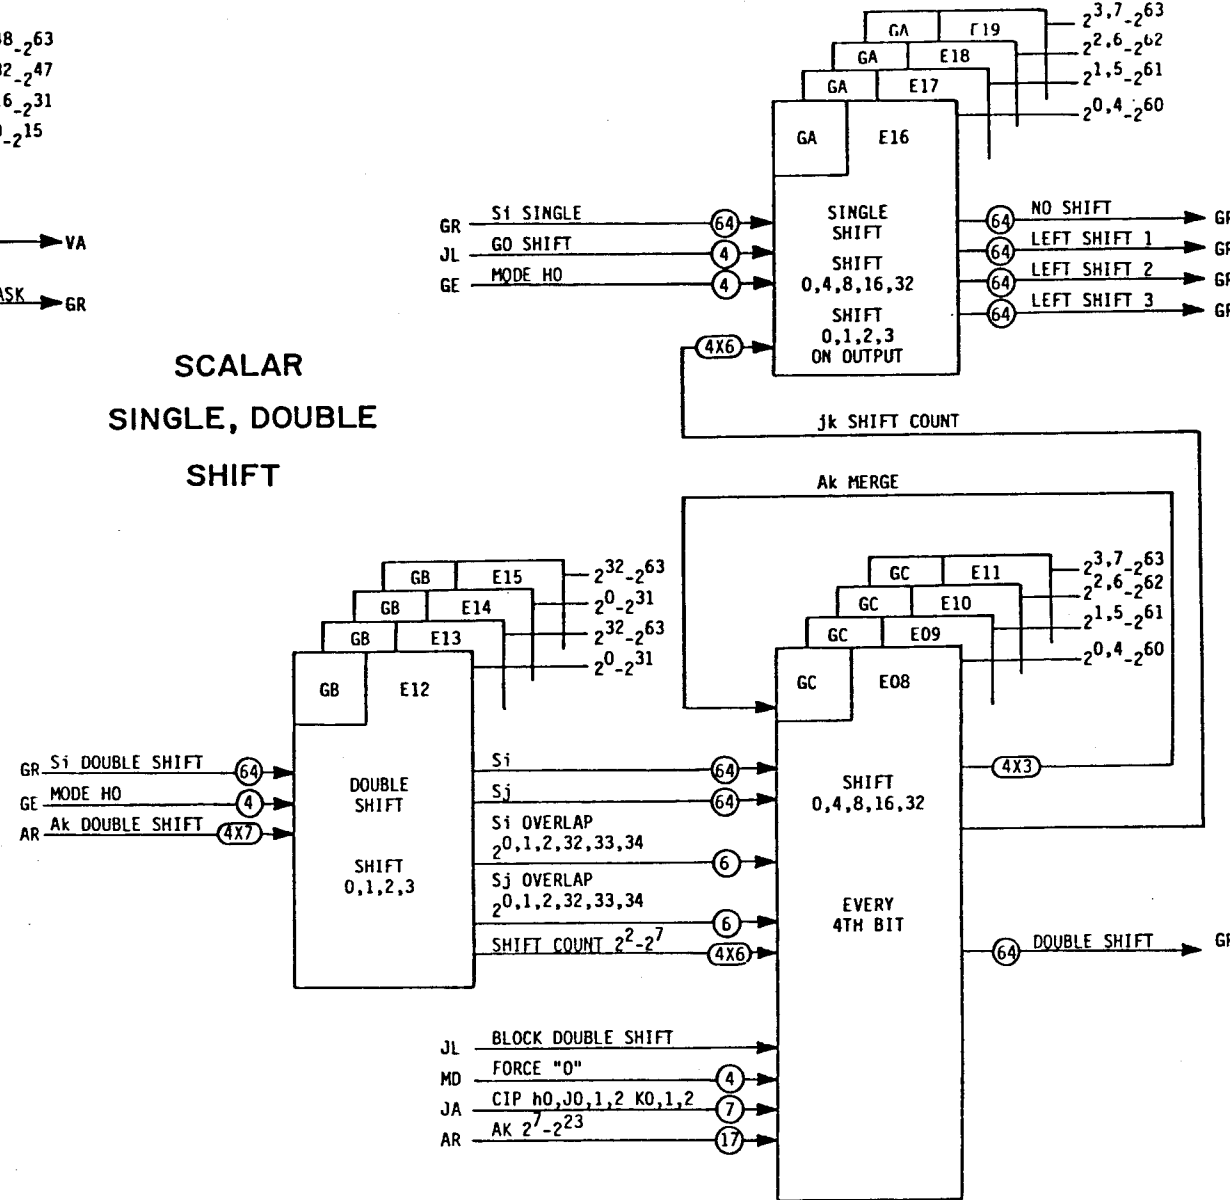 2^63
2^47
2^31
2^15
VA
GR
SCALAR
SINGLE, DOUBLE
SHIFT
GA E19 2^3,7-2^63
GA E18 2^2,6-2^62
GA E17 2^1,5-2^61
GA E16 2^0,4-2^60
GR Si SINGLE 64
JL GO SHIFT 4
GE MODE HO 4
4X6
SINGLE
SHIFT
SHIFT
0,4,8,16,32
SHIFT
0,1,2,3
ON OUTPUT
64 NO SHIFT
64 LEFT SHIFT 1
64 LEFT SHIFT 2
64 LEFT SHIFT 3
jk SHIFT COUNT
Ak MERGE
GB E15 2^32-2^63
GB E14 2^0-2^31
GB E13 2^32-2^63
GB E12 2^0-2^31
GR Si DOUBLE SHIFT 64
GE MODE HO 4
AR Ak DOUBLE SHIFT 4X7
DOUBLE
SHIFT
SHIFT
0,1,2,3
Si 64
Sj 64
Si OVERLAP
2^0,1,2,32,33,34 6
Sj OVERLAP
2^0,1,2,32,33,34 6
SHIFT COUNT 2^2-2^7 4X6
GC E11 2^3,7-2^63
GC E10 2^2,6-2^62
GC E09 2^1,5-2^61
GC E08 2^0,4-2^60
SHIFT
0,4,8,16,32
EVERY
4TH BIT
4X3
64 DOUBLE SHIFT
JL BLOCK DOUBLE SHIFT
MD FORCE "0" 4
JA CIP h0,J0,1,2 K0,1,2 7
AR AK 2^7-2^23 17